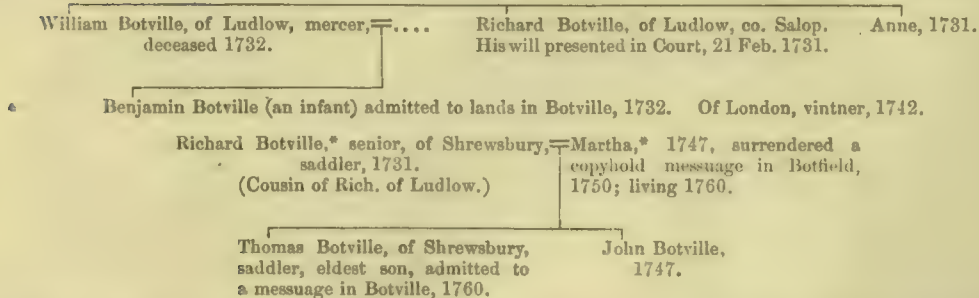 William Botville, of Ludlow, mercer,=.... Richard Botville, of Ludlow, co. Salop. Anne, 1731.
deceased 1732. His will presented in Court, 21 Feb. 1731.
Benjamin Botville (an infant) admitted to lands in Botville, 1732. Of London, vintner, 1742.
Richard Botville,* senior, of Shrewsbury,=Martha,* 1747, surrendered a
saddler, 1731. copyhold messuage in Botfield,
(Cousin of Rich. of Ludlow.) 1750; living 1760.
Thomas Botville, of Shrewsbury, John Botville,
saddler, eldest son, admitted to 1747.
a messuage in Botville, 1760.